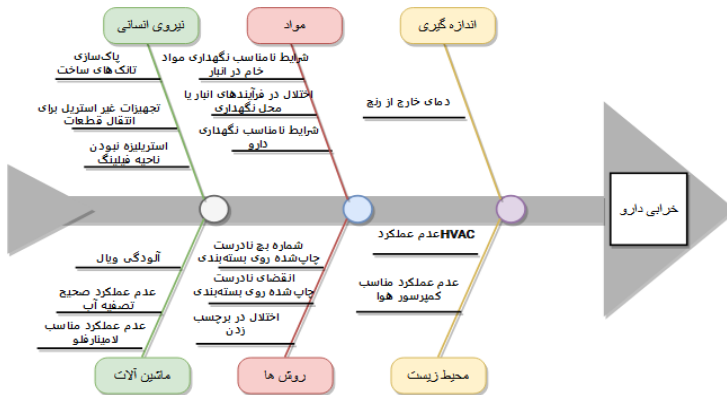 نیروی انسانی
مواد
اندازه گیری
پاک‌سازی
تانک‌های ساخت
تجهیزات غیر استریل برای
انتقال قطعات
استریلیزه نبودن
ناحیه فیلینگ
شرایط نامناسب نگهداری مواد
خام در انبار
اختلال در فرآیندهای انبار یا
محل نگهداری
شرایط نامناسب نگهداری
دارو
دمای خارج از رنج
خرابی دارو
آلودگی ویال
عدم عملکرد صحیح
تصفیه آب
عدم عملکرد مناسب
لامینارفلو
شماره بچ نادرست
چاپ‌شده روی بسته‌بندی
انقضای نادرست
چاپ‌شده روی بسته‌بندی
اختلال در برچسب
زدن
عدم عملکرد HVAC
عدم عملکرد مناسب
کمپرسور هوا
ماشین آلات
روش ها
محیط زیست